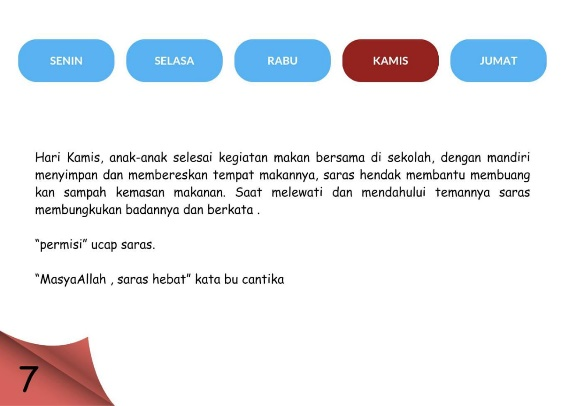 SENIN SELASA RABU KAMIS JUMAT
Hari Kamis, anak-anak selesai kegiatan makan bersama di sekolah, dengan mandiri
menyimpan dan membereskan tempat makannya, saras hendak membantu membuang
kan sampah kemasan makanan. Saat melewati dan mendahului temannya saras
membungkukan badannya dan berkata .
“permisi” ucap saras.
“MasyaAllah , saras hebat” kata bu cantika
7